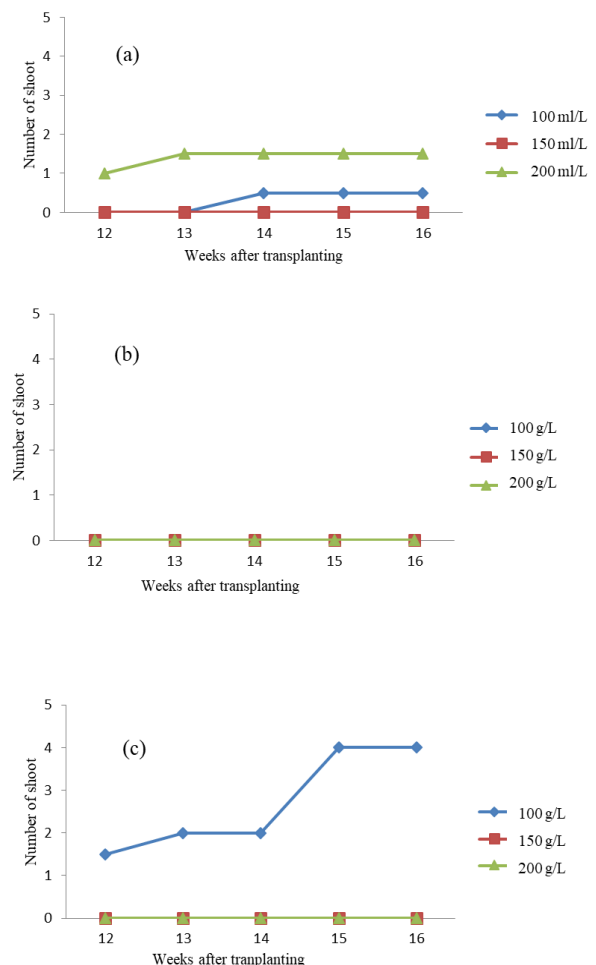 5
(a)
4
3
2
1
0
Number of shoot
12 13 14 15 16
Weeks after transplanting
100 ml/L
150 ml/L
200 ml/L
5
(b)
4
3
2
1
0
Number of shoot
12 13 14 15 16
Weeks after transplanting
100 g/L
150 g/L
200 g/L
5
(c)
4
3
2
1
0
Number of shoot
12 13 14 15 16
Weeks after tranplanting
100 g/L
150 g/L
200 g/L